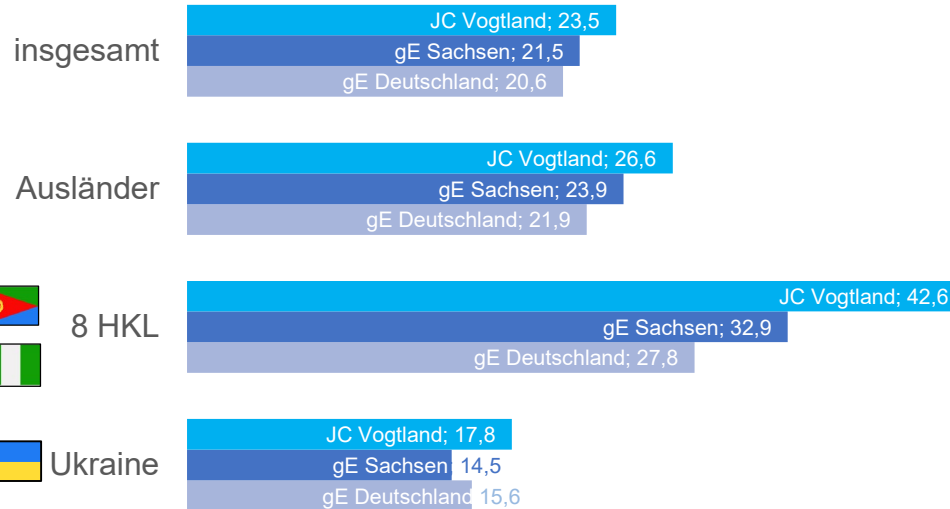 insgesamt
JC Vogtland; 23,5
gE Sachsen; 21,5
gE Deutschland; 20,6
Ausländer
JC Vogtland; 26,6
gE Sachsen; 23,9
gE Deutschland; 21,9
8 HKL
JC Vogtland; 42,6
gE Sachsen; 32,9
gE Deutschland; 27,8
Ukraine
JC Vogtland; 17,8
gE Sachsen; 14,5
gE Deutschland; 15,6